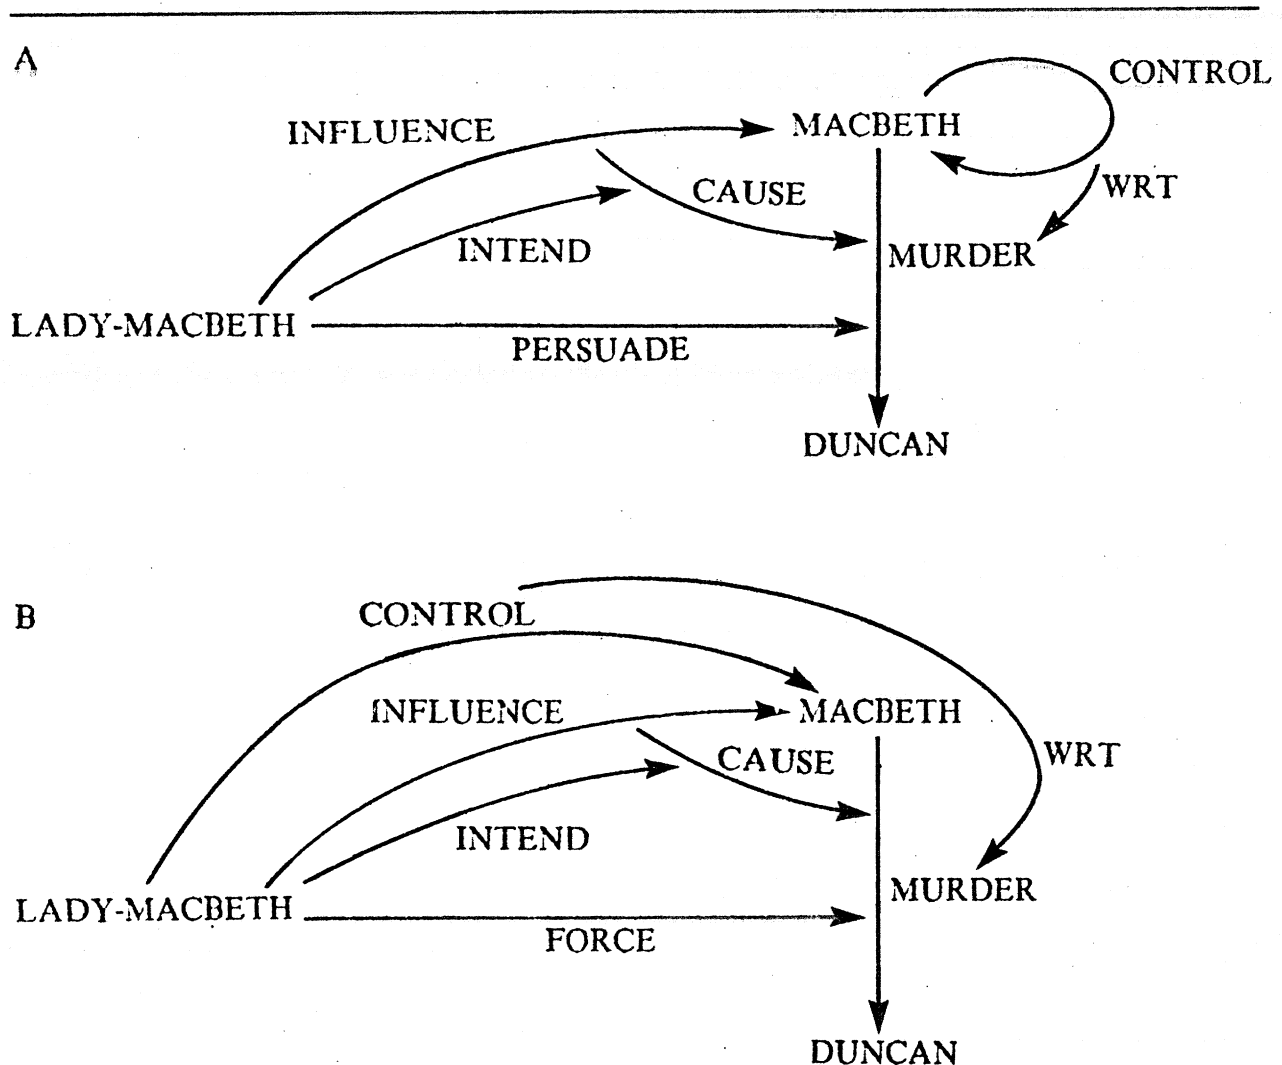 A
CONTROL
INFLUENCE
MACBETH
WRT
CAUSE
INTEND
MURDER
LADY-MACBETH
PERSUADE
DUNCAN
B
CONTROL
INFLUENCE
MACBETH
WRT
CAUSE
INTEND
MURDER
LADY-MACBETH
FORCE
DUNCAN